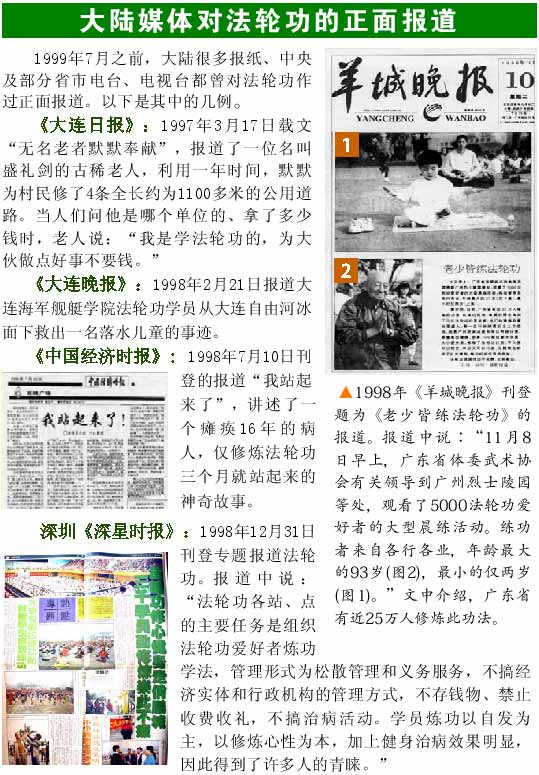 大陆媒体对法轮功的正面报道
1999年7月之前，大陆很多报纸、中央
及部分省市电台、电视台都曾对法轮功作
过正面报道。以下是其中的几例。
《大连日报》：1997年3月17日载文
“无名老者默默奉献”，报道了一位名叫
盛礼剑的古稀老人，利用一年时间，默默
为村民修了4条全长约为1100多米的公用道
路。当人们问他是哪个单位的、拿了多少
钱时，老人说：“我是学法轮功的，为大
伙做点好事不要钱。”
《大连晚报》：1998年2月21日报道大
连海军舰艇学院法轮功学员从大连自由河冰
面下救出一名落水儿童的事迹。
《中国经济时报》：1998年7月10日刊
登的报道“我站起
来了”，讲述了一
个瘫痪16年的病
人，仅修炼法轮功
三个月就站起来的
神奇故事。
我站起来了！
深圳《深星时报》：1998年12月31日
刊登专题报道法轮
功。报道中说：
“法轮功各站、点
的主要任务是组织
法轮功爱好者炼功
学法，管理形式为松散管理和义务服务，不搞经
济实体和行政机构的管理方式，不存钱物、禁止
收费收礼，不搞治病活动。学员炼功以自发为
主，以修炼心性为本，加上健身治病效果明显，
因此得到了许多人的青睐。”
羊城晚报
YANGCHENG WANBAO
10
星期二
1
2
老少皆练法轮功
▲1998年《羊城晚报》刊登
题为《老少皆练法轮功》的
报道。报道中说：“11月8
日早上，广东省体委武术协
会有关领导到广州烈士陵园
等处，观看了5000法轮功爱
好者的大型晨练活动。练功
者来自各行各业，年龄最大
的93岁(图2)，最小的仅两岁
(图1)。”文中介绍，广东省
有近25万人修炼此功法。